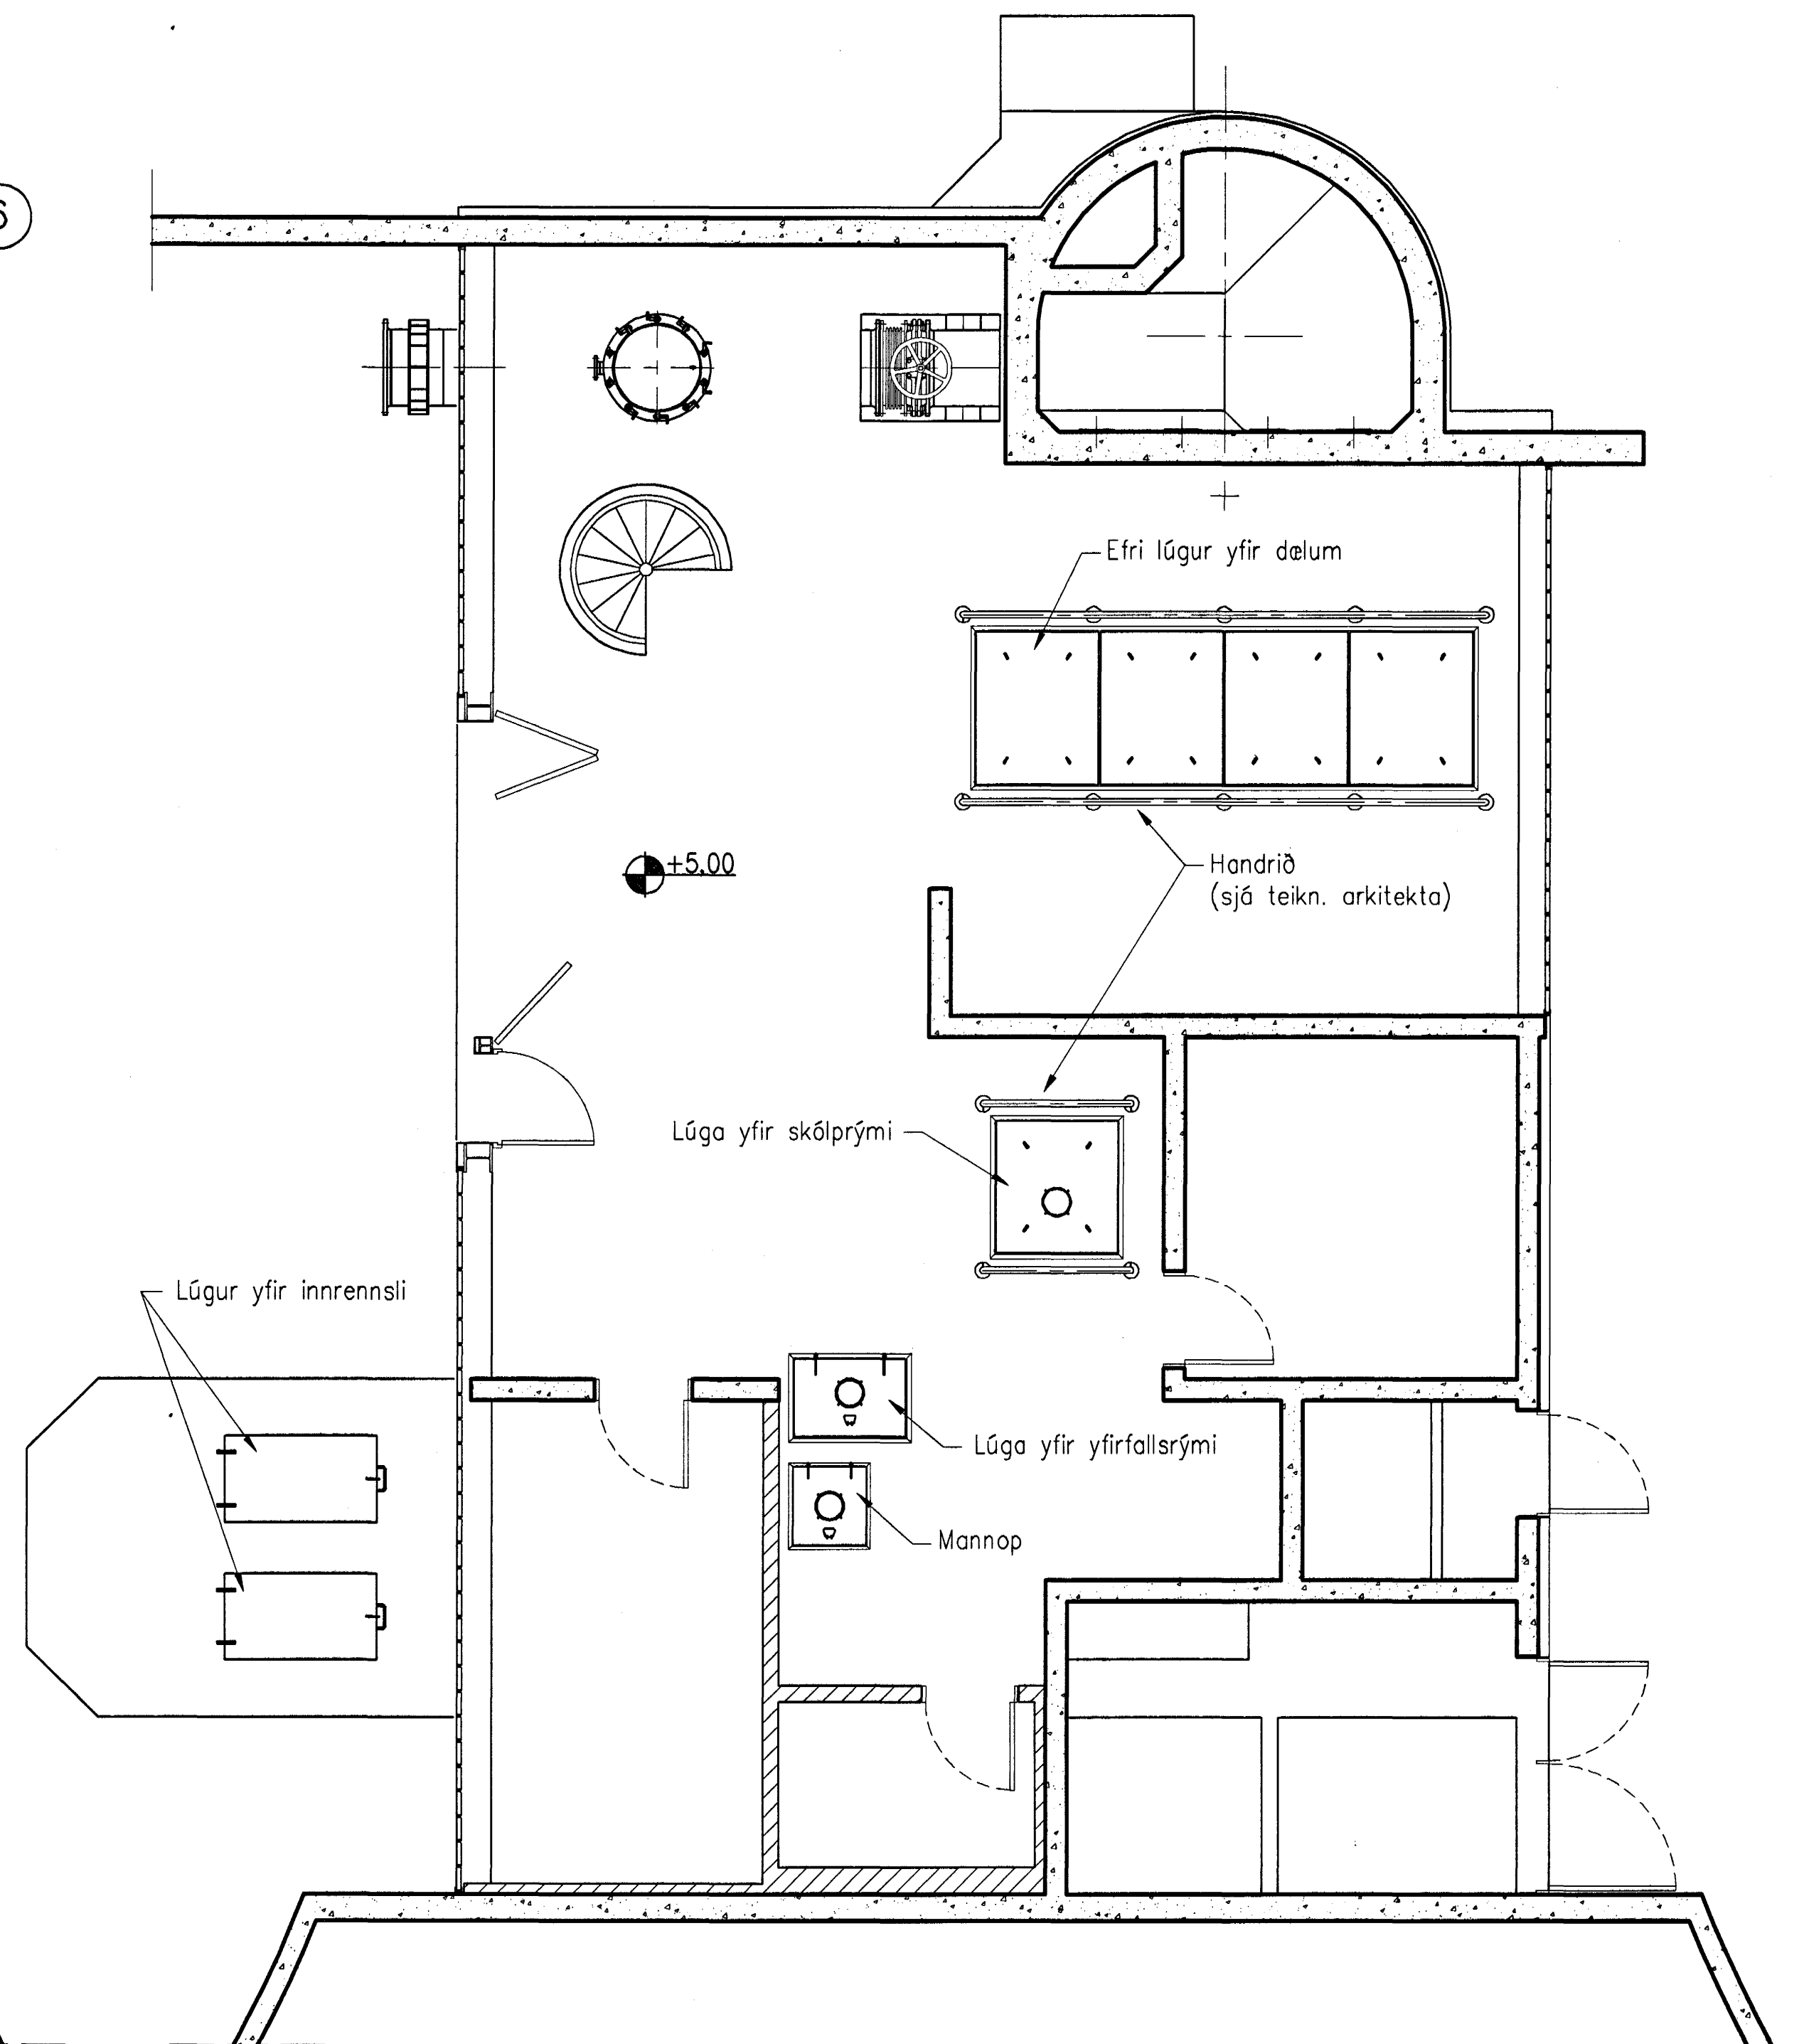 Efri lúgur yfir dælum
+5,00
Handrið
(sjá teikn. arkitekta)
Lúga yfir skólprými
Lúgur yfir innrennsli
Lúga yfir yfirfallsrými
Mannop